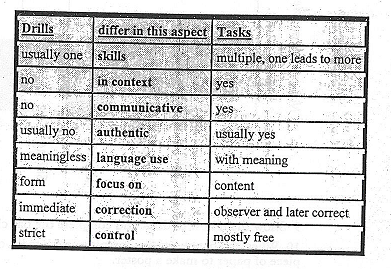 Drills differ in this aspect Tasks
usually one skills multiple, one leads to more
no in context yes
no communicative yes
usually no authentic usually yes
meaningless language use with meaning
form focus on content
immediate correction observer and later correct
strict control mostly free